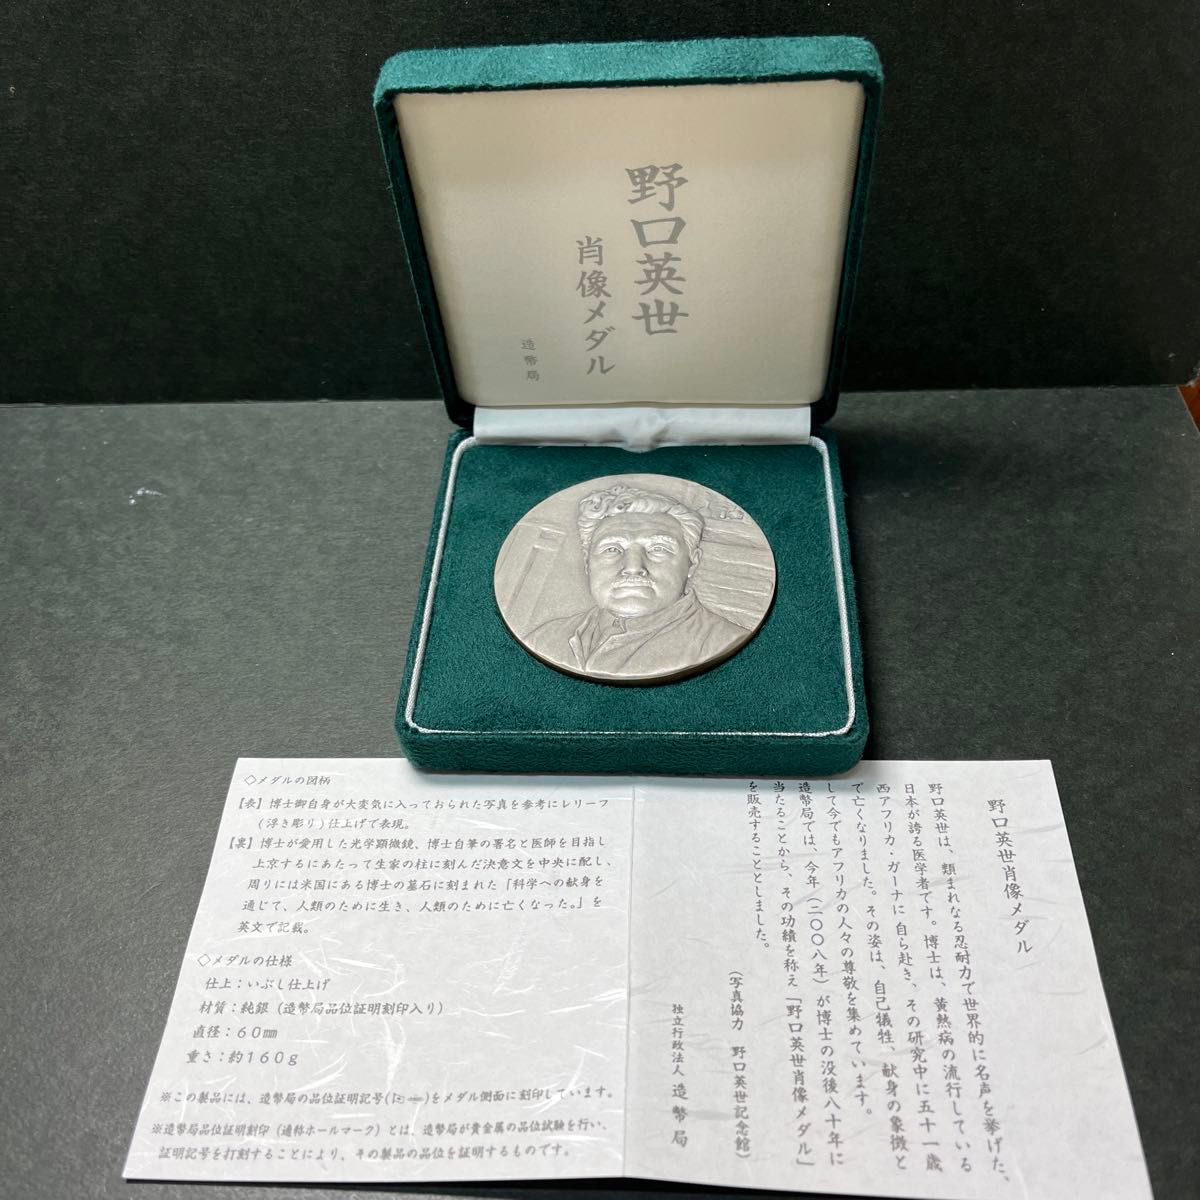 野口英世
肖像メダル
造幣局
野口英世肖像メダル
野口英世は、類まれなる忍耐力で世界的に名声を挙げた、
日本が誇る医学者です。博士は、黄熱病の流行している
西アフリカ・ガーナに自ら赴き、その研究中に五十一歳
で亡くなりました。その姿は、自己犠牲、献身の象徴と
して今でもアフリカの人々の尊敬を集めています。
造幣局では、今年（二〇〇八年）が博士の没後八十年に
当たることから、その功績を称え「野口英世肖像メダル」
を販売することとしました。
（写真協力 野口英世記念館）
独立行政法人 造幣局
◇メダルの図柄
【表】博士御自身が大変気に入っておられた写真を参考にレリーフ
（浮き彫り）仕上げで表現。
【裏】博士が愛用した光学顕微鏡、博士自筆の署名と医師を目指し
上京するにあたって生家の柱に刻んだ決意文を中央に配し、
周りには米国にある博士の墓石に刻まれた「科学への献身を
通じて、人類のために生き、人類のために亡くなった。」を
英文で記載。
◇メダルの仕様
仕上：いぶし仕上げ
材質：純銀（造幣局品位証明刻印入り）
直径：６０㎜
重さ：約１６０ｇ
※この製品には、造幣局の品位証明記号( )をメダル側面に刻印しています。
※造幣局品位証明刻印（通称ホールマーク）とは、造幣局が貴金属の品位試験を行い、
証明記号を打刻することにより、その製品の品位を証明するものです。